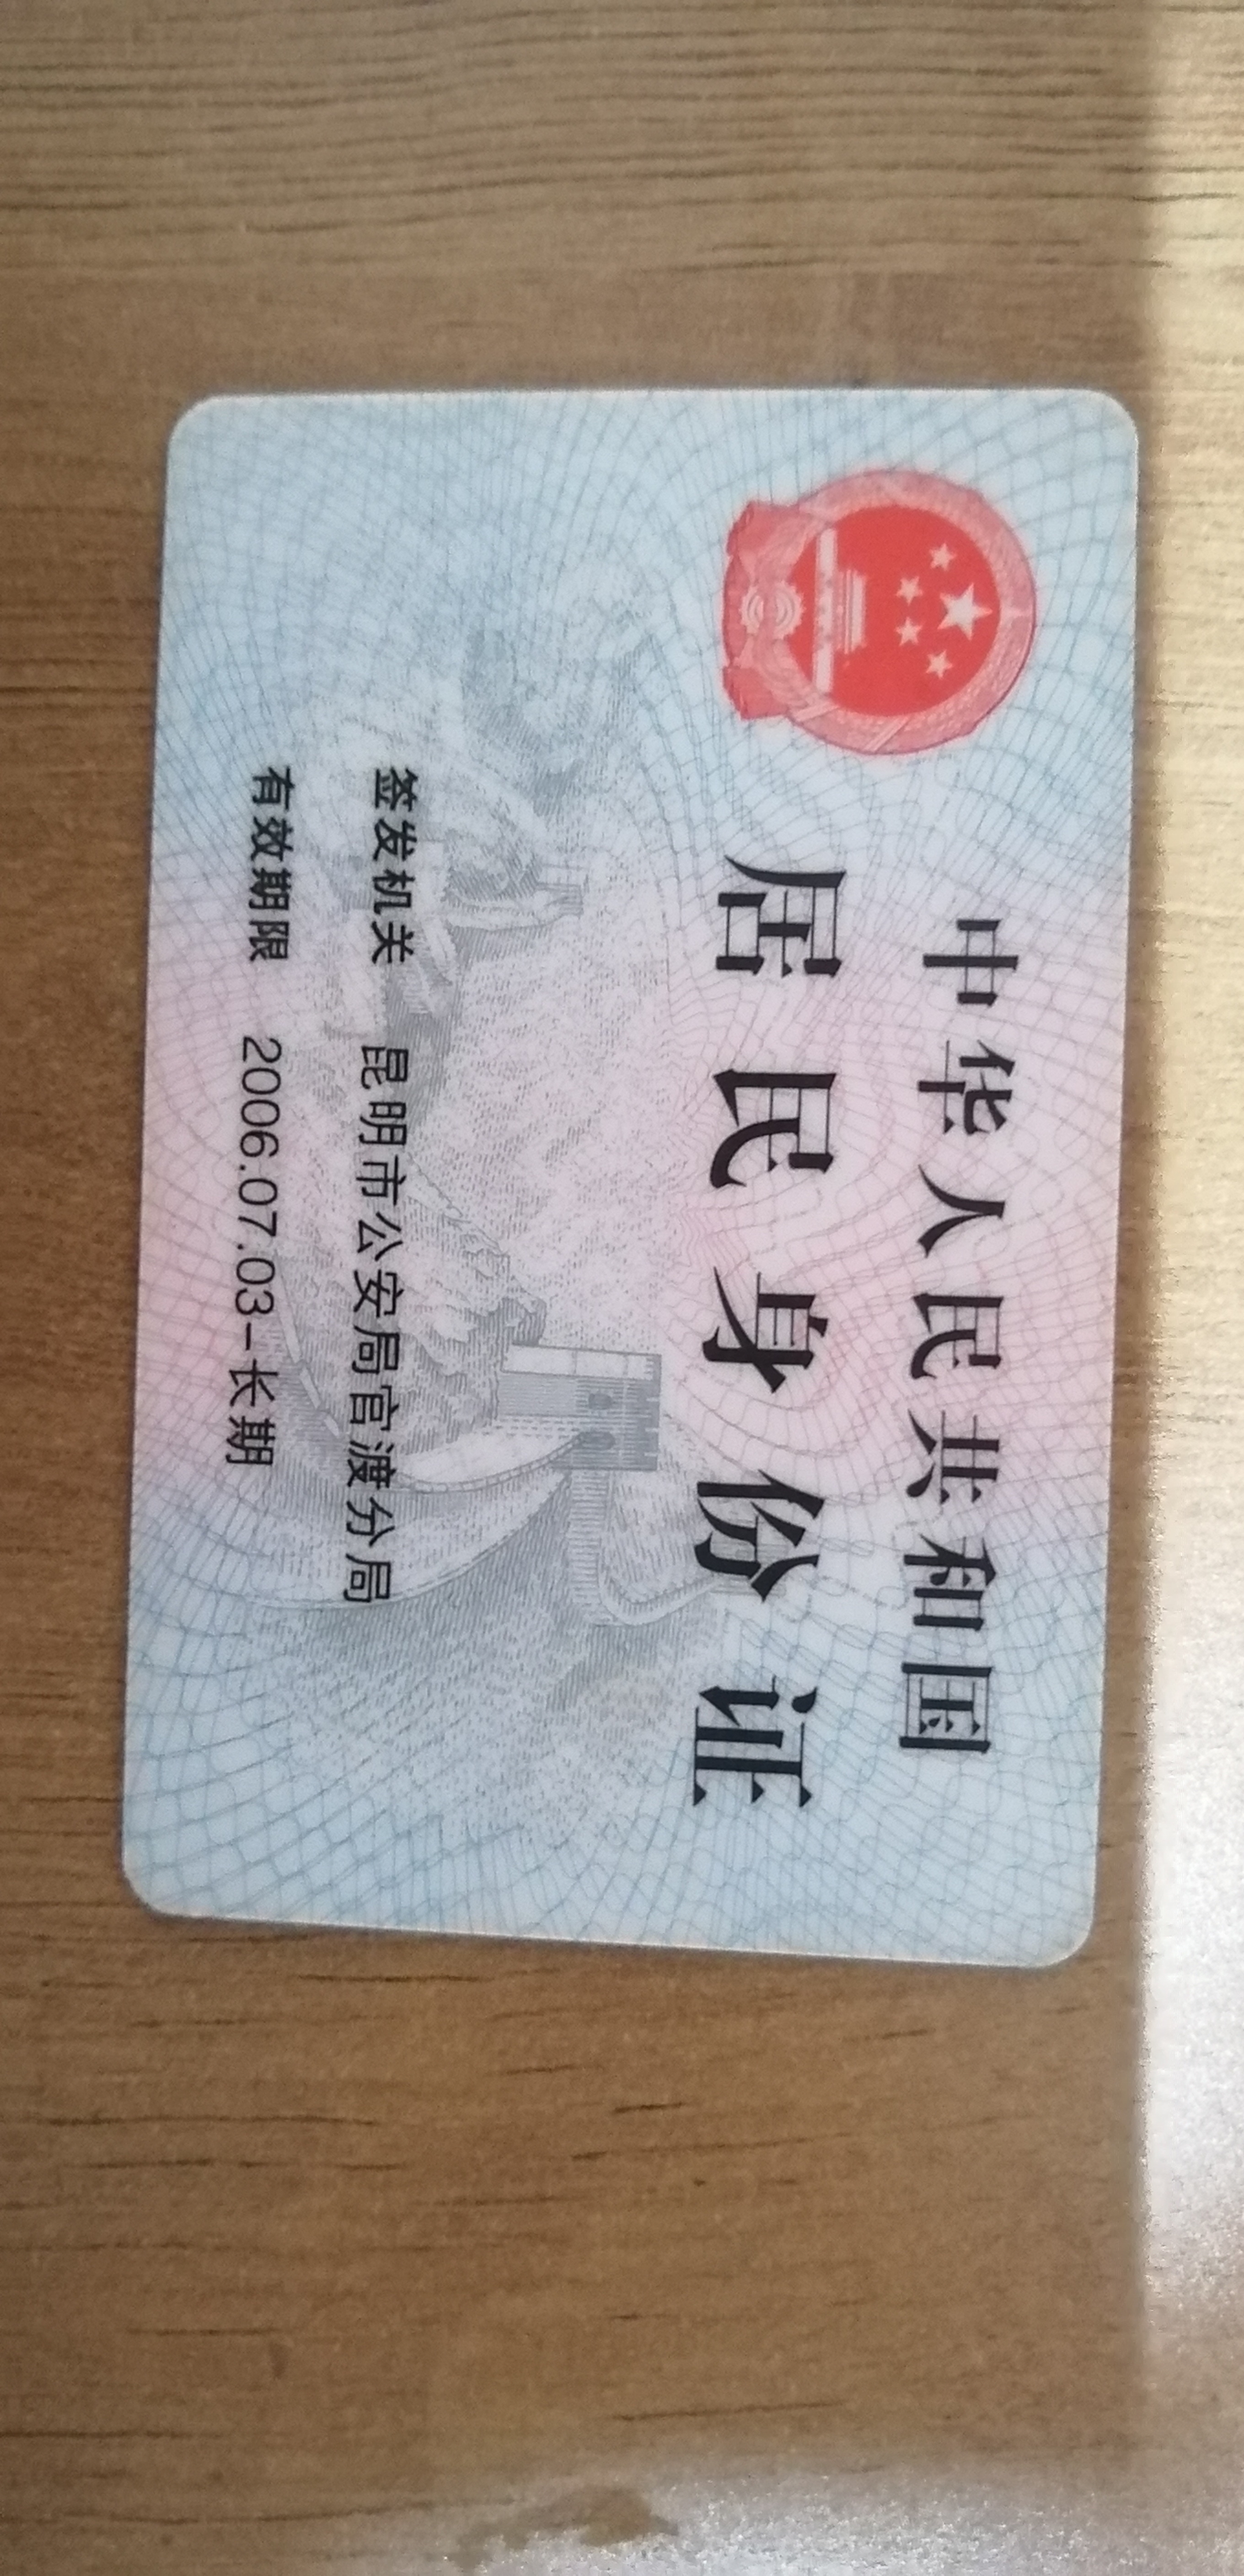 中华人民共和国
居民身份证
签发机关 昆明市公安局官渡分局
有效期限 2006.07.03-长期